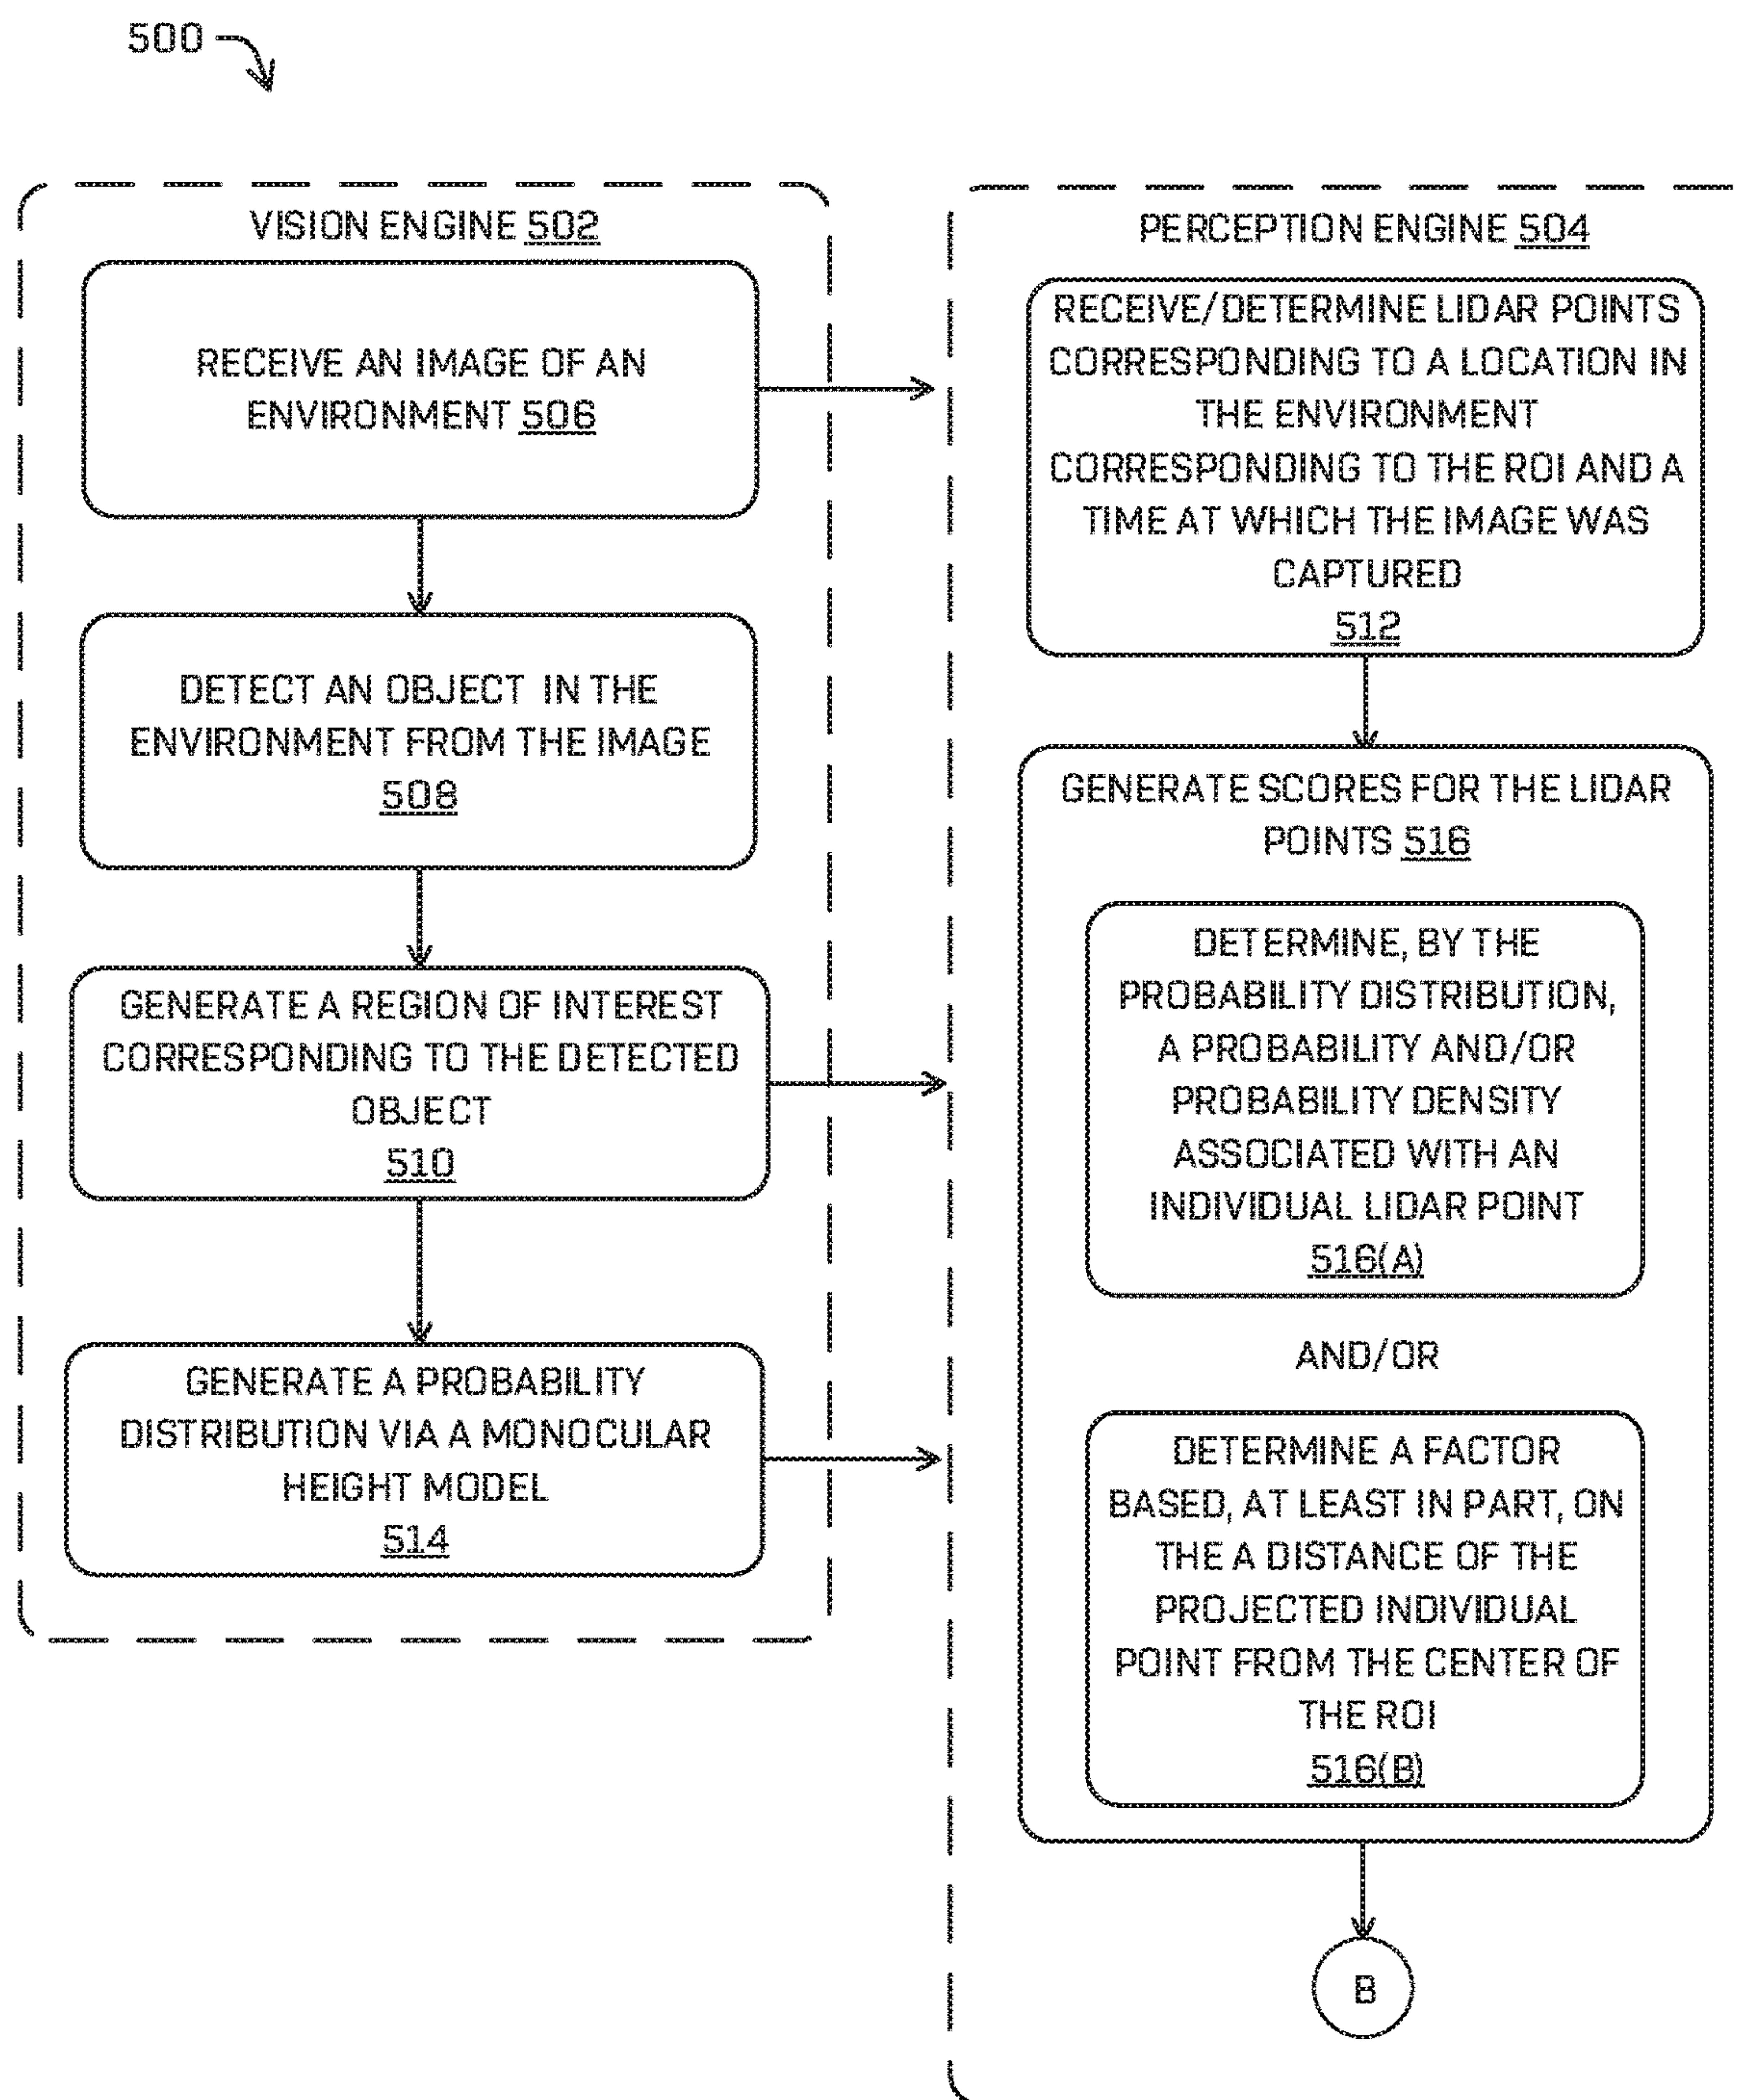 500
VISION ENGINE 502
RECEIVE AN IMAGE OF AN
ENVIRONMENT 506
DETECT AN OBJECT IN THE
ENVIRONMENT FROM THE IMAGE
508
GENERATE A REGION OF INTEREST
CORRESPONDING TO THE DETECTED
OBJECT
510
GENERATE A PROBABILITY
DISTRIBUTION VIA A MONOCULAR
HEIGHT MODEL
514
PERCEPTION ENGINE 504
RECEIVE/DETERMINE LIDAR POINTS
CORRESPONDING TO A LOCATION IN
THE ENVIRONMENT
CORRESPONDING TO THE ROI AND A
TIME AT WHICH THE IMAGE WAS
CAPTURED
512
GENERATE SCORES FOR THE LIDAR
POINTS 516
DETERMINE, BY THE
PROBABILITY DISTRIBUTION,
A PROBABILITY AND/OR
PROBABILITY DENSITY
ASSOCIATED WITH AN
INDIVIDUAL LIDAR POINT
516(A)
AND/OR
DETERMINE A FACTOR
BASED, AT LEAST IN PART, ON
THE A DISTANCE OF THE
PROJECTED INDIVIDUAL
POINT FROM THE CENTER OF
THE ROI
516(B)
B